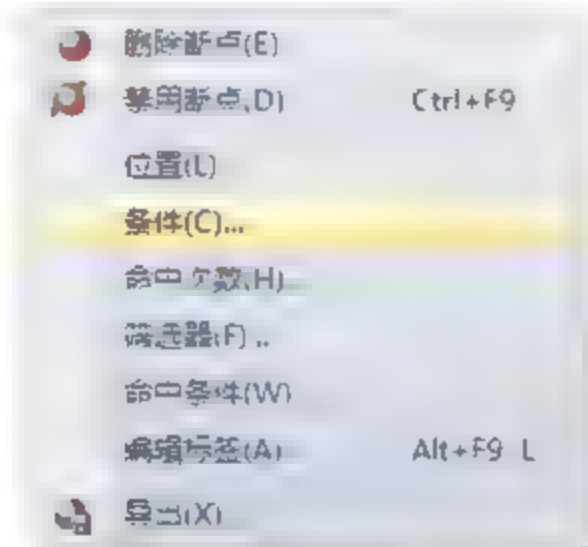 删除断点(E)
禁用断点(D) Ctrl+F9
位置(L)
条件(C)...
命中次数(H)
筛选器(F)...
命中条件(W)
编辑标签(A) Alt+F9 L
导出(X)